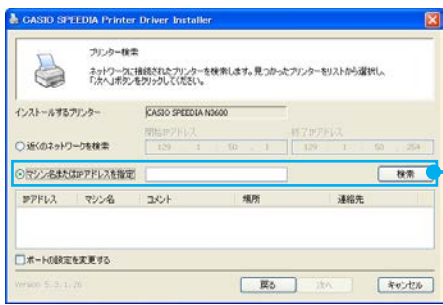 CASIO SPEEDIA Printer Driver Installer
プリンター検索
ネットワークに接続されたプリンターを検索します。見つかったプリンターをリストから選択し、
「次へ」ボタンをクリックしてください。
インストールするプリンター CASIO SPEEDIA N3600
開始IPアドレス 終了IPアドレス
近くのネットワークを検索 129 . 1 . 50 . 1 129 . 1 . 50 . 254
マシン名またはIPアドレスを指定 検索
IPアドレス マシン名 コメント 場所 連絡先
ポートの設定を変更する
Version 5.3.1.26 戻る 次へ キャンセル